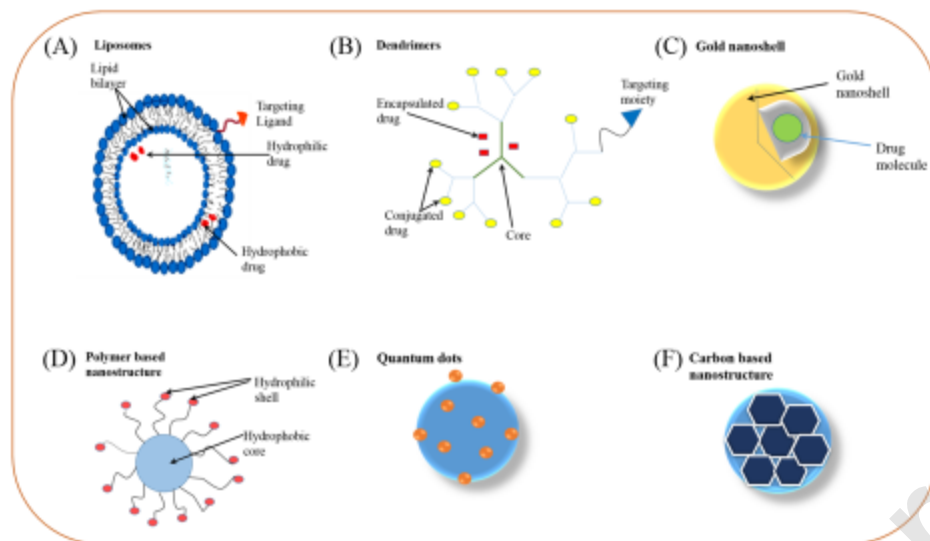 (A) Liposomes
Lipid
bilayer
Targeting
Ligand
Hydrophilic
drug
Hydrophobic
drug
(B) Dendrimers
Encapsulated
drug
Targeting
moiety
Conjugated
drug
Core
(C) Gold nanoshell
Gold
nanoshell
Drug
molecule
(D) Polymer based
nanostructure
Hydrophilic
shell
Hydrophobic
core
(E) Quantum dots
(F) Carbon based
nanostructure